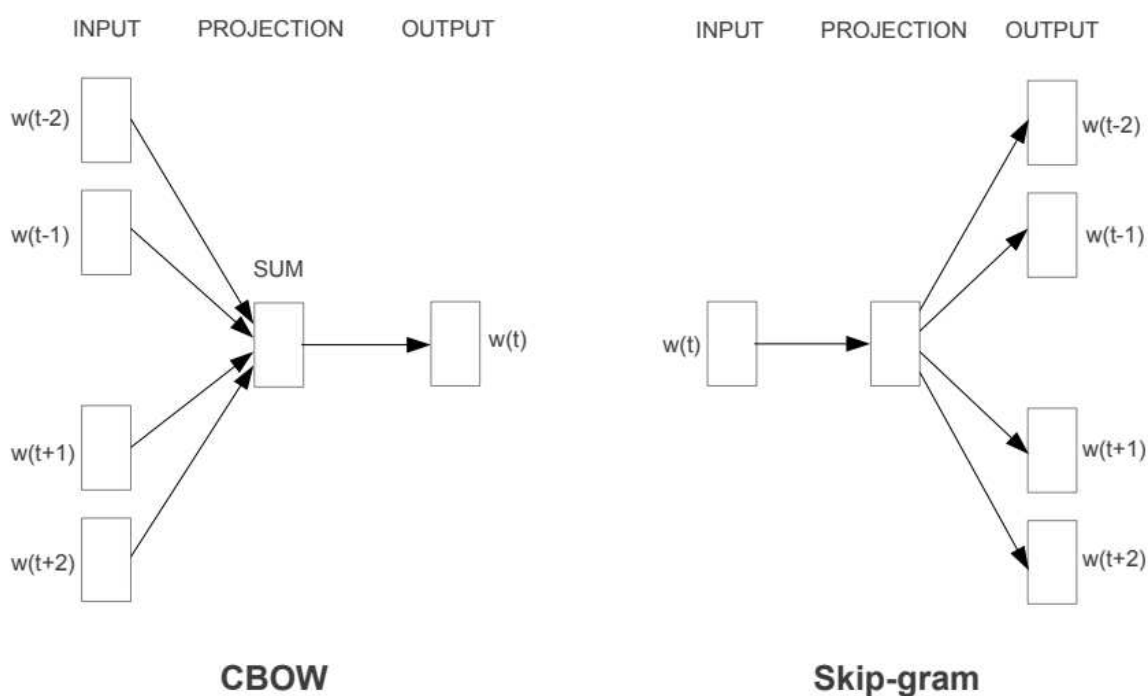 INPUT PROJECTION OUTPUT
w(t-2)
w(t-1)
SUM
w(t)
w(t+1)
w(t+2)
CBOW
INPUT PROJECTION OUTPUT
w(t-2)
w(t-1)
w(t)
w(t+1)
w(t+2)
Skip-gram